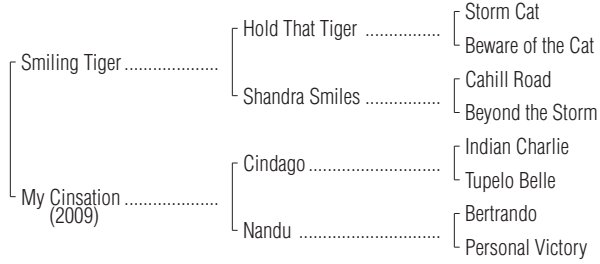 Storm Cat
Hold That Tiger ................
Beware of the Cat
Smiling Tiger ....................
Cahill Road
Shandra Smiles ................
Beyond the Storm
Indian Charlie
Cindago ............................
Tupelo Belle
My Cinsation ....................
(2009)
Bertrando
Nandu ..............................
Personal Victory